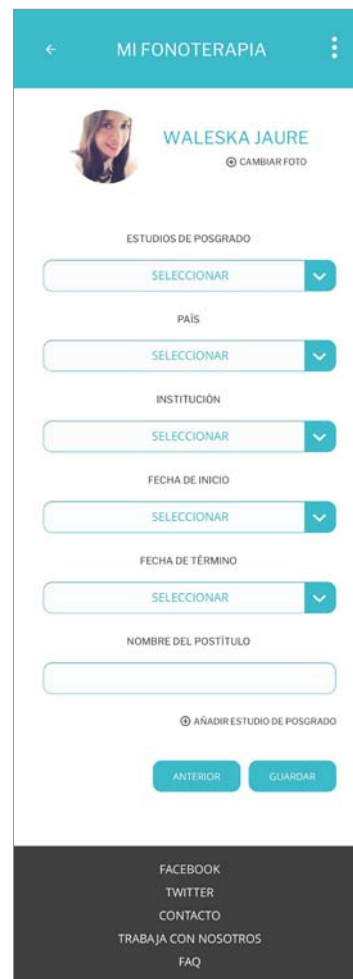 MI FONOTERAPIA
WALESKA JAURE
CAMBIAR FOTO
ESTUDIOS DE POSGRADO
SELECCIONAR
PAÍS
SELECCIONAR
INSTITUCIÓN
SELECCIONAR
FECHA DE INICIO
SELECCIONAR
FECHA DE TÉRMINO
SELECCIONAR
NOMBRE DEL POSTÍTULO
AÑADIR ESTUDIO DE POSGRADO
ANTERIOR GUARDAR
FACEBOOK
TWITTER
CONTACTO
TRABAJA CON NOSOTROS
FAQ